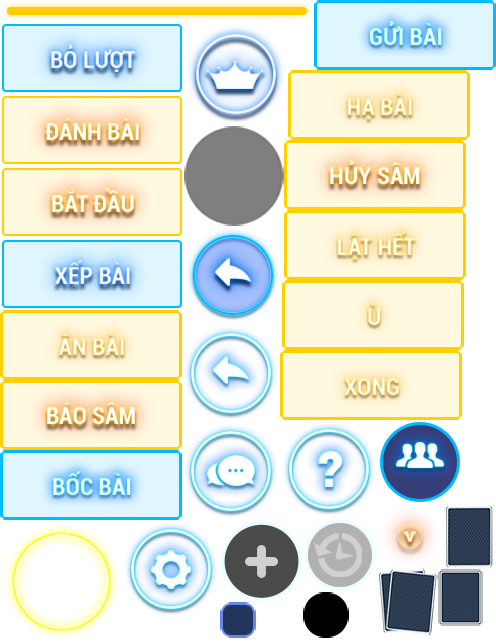 GỬI BÀI
BỎ LƯỢT
HẠ BÀI
ĐÁNH BÀI
HỦY SÂM
BẮT ĐẦU
LẬT HẾT
XẾP BÀI
Ù
ĂN BÀI
XONG
BÁO SÂM
?
BỐC BÀI
V